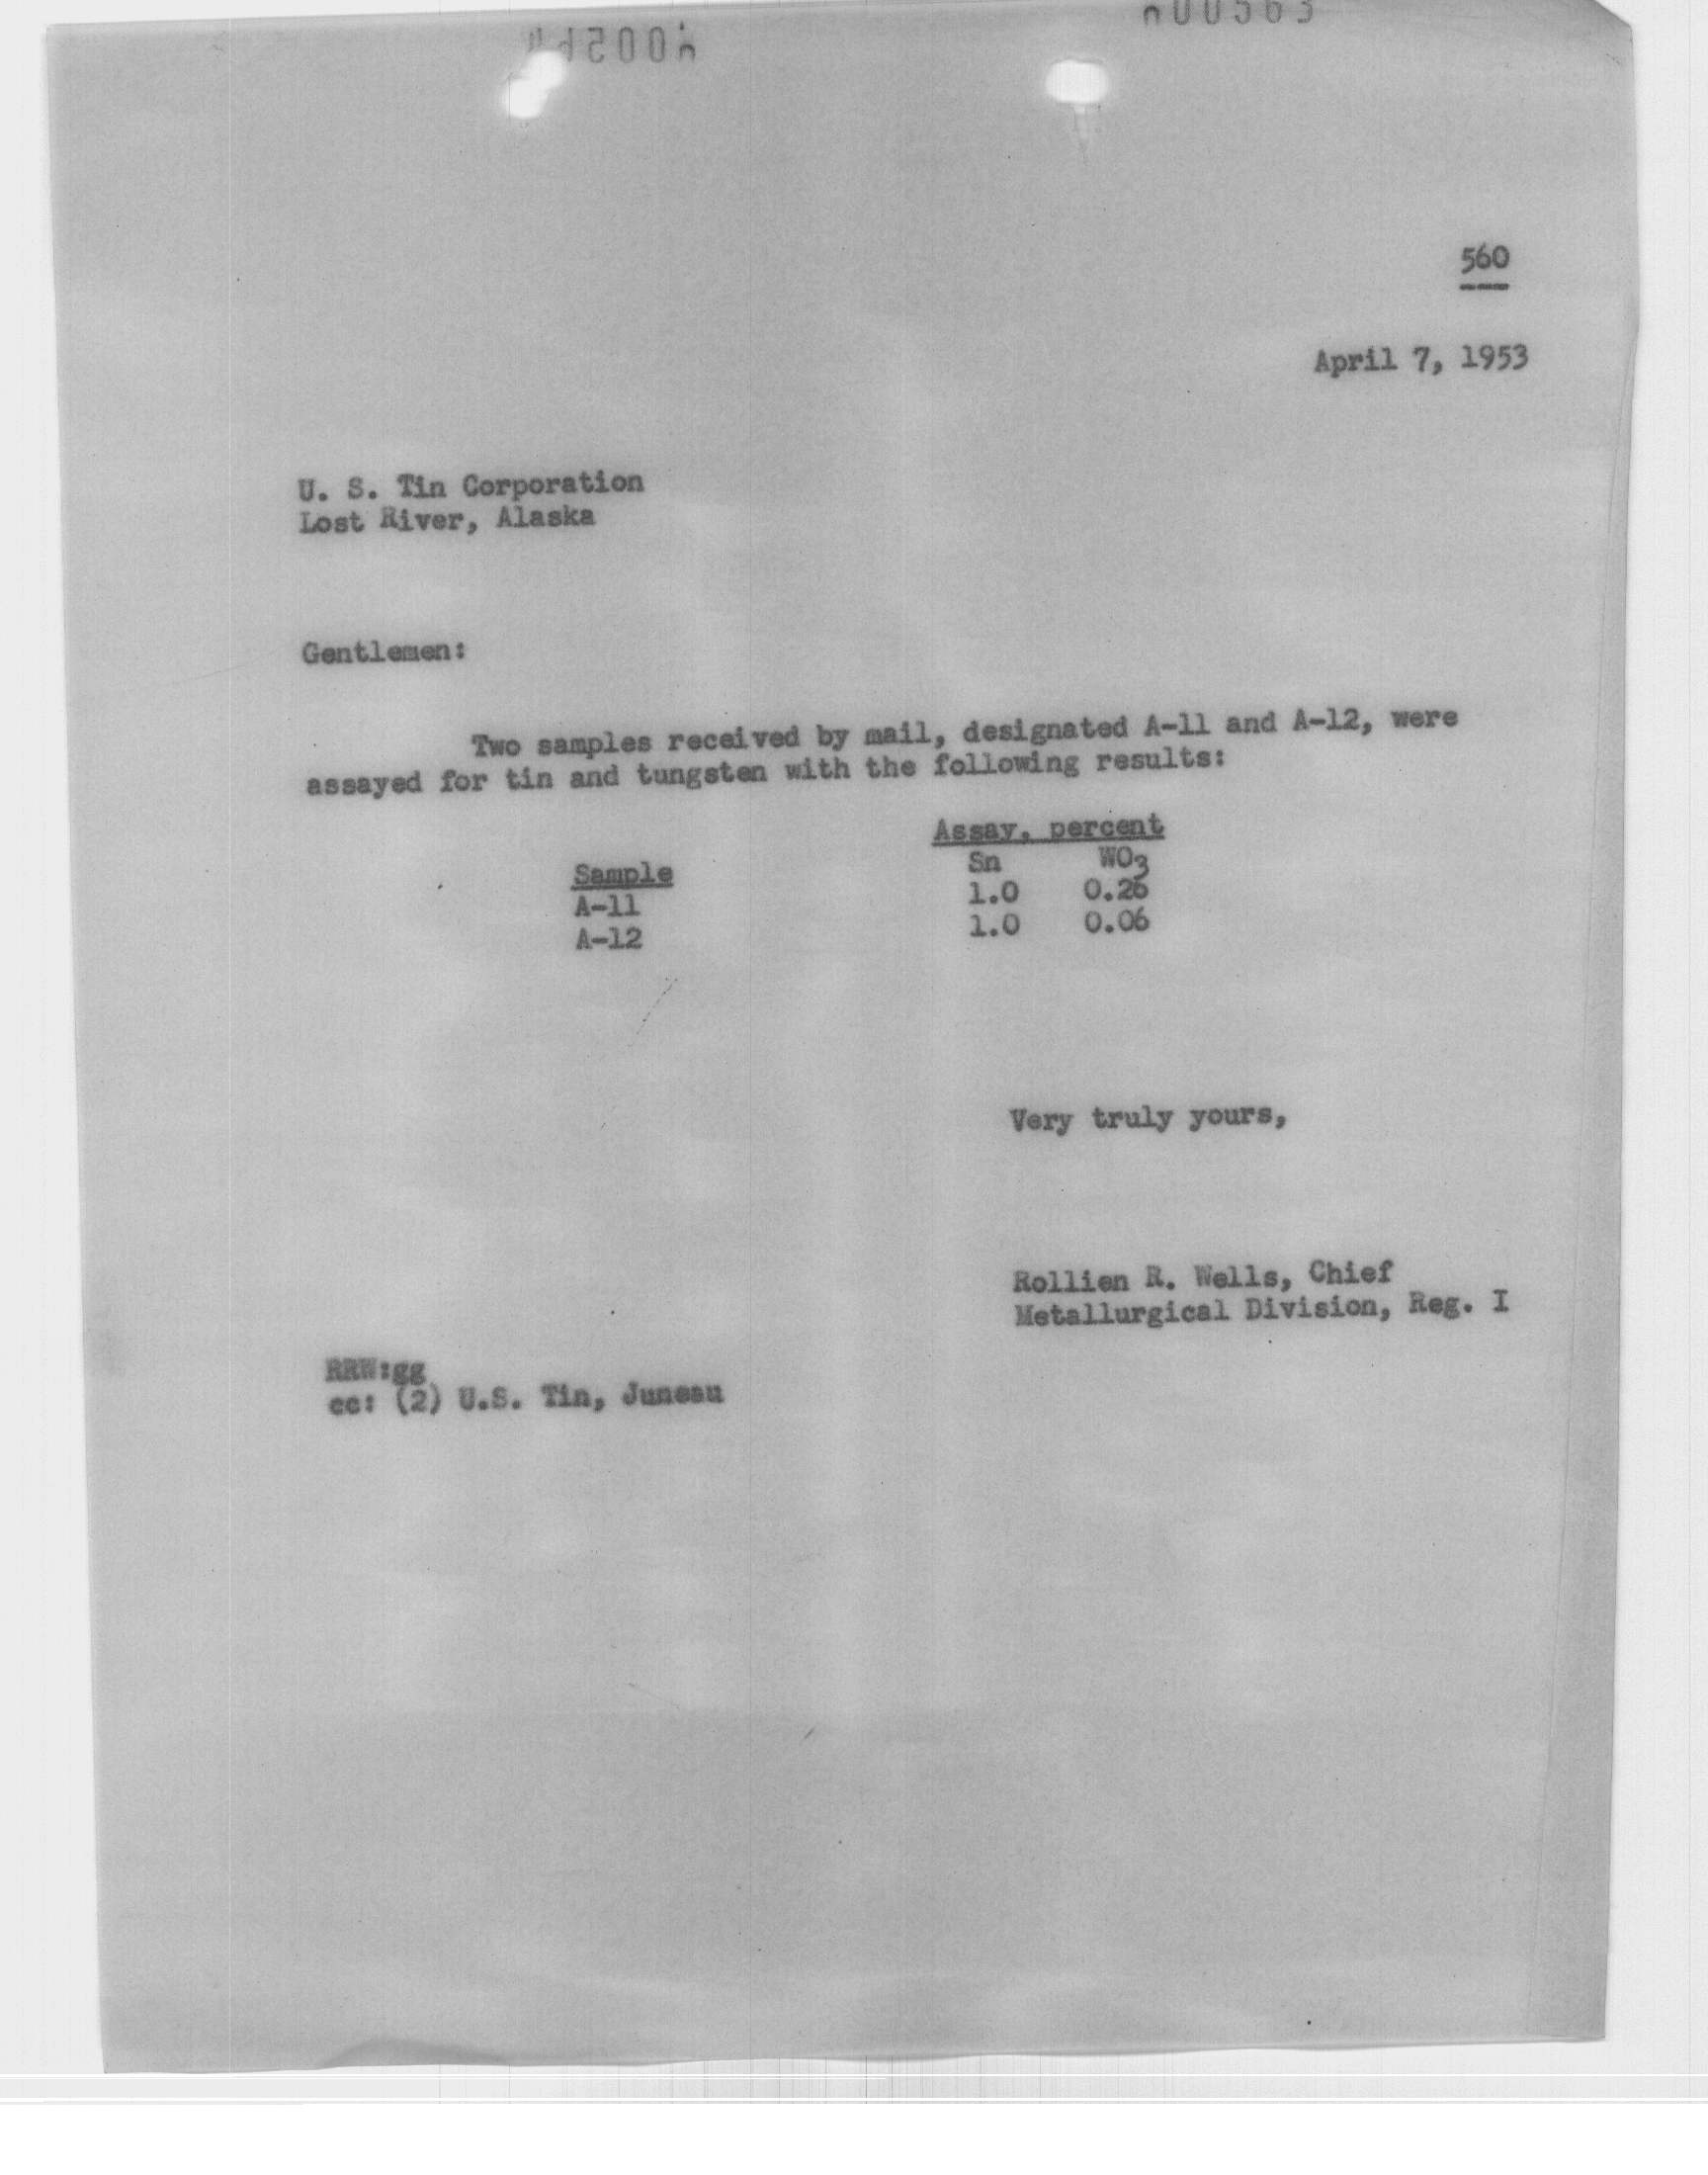 560
April 7, 1953
U. S. Tin Corporation
Lost River, Alaska
Gentlemen:
Two samples received by mail, designated A-11 and A-12, were
assayed for tin and tungsten with the following results:
Assay, percent
Sample Sn WO3
A-11 1.0 0.26
A-12 1.0 0.06
Very truly yours,
Rollien R. Wells, Chief
Metallurgical Division, Reg. I
RRW:gg
cc: (2) U.S. Tin, Juneau